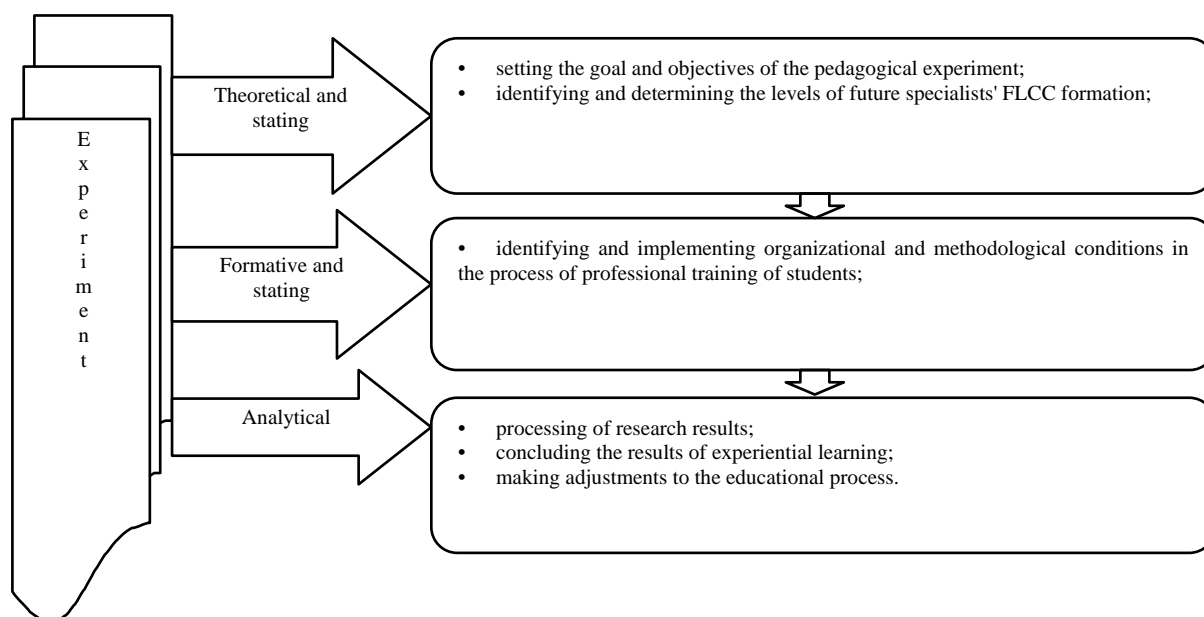 Experiment
Theoretical and
stating
• setting the goal and objectives of the pedagogical experiment;
• identifying and determining the levels of future specialists' FLCC formation;
Formative and
stating
• identifying and implementing organizational and methodological conditions in
the process of professional training of students;
Analytical
• processing of research results;
• concluding the results of experiential learning;
• making adjustments to the educational process.